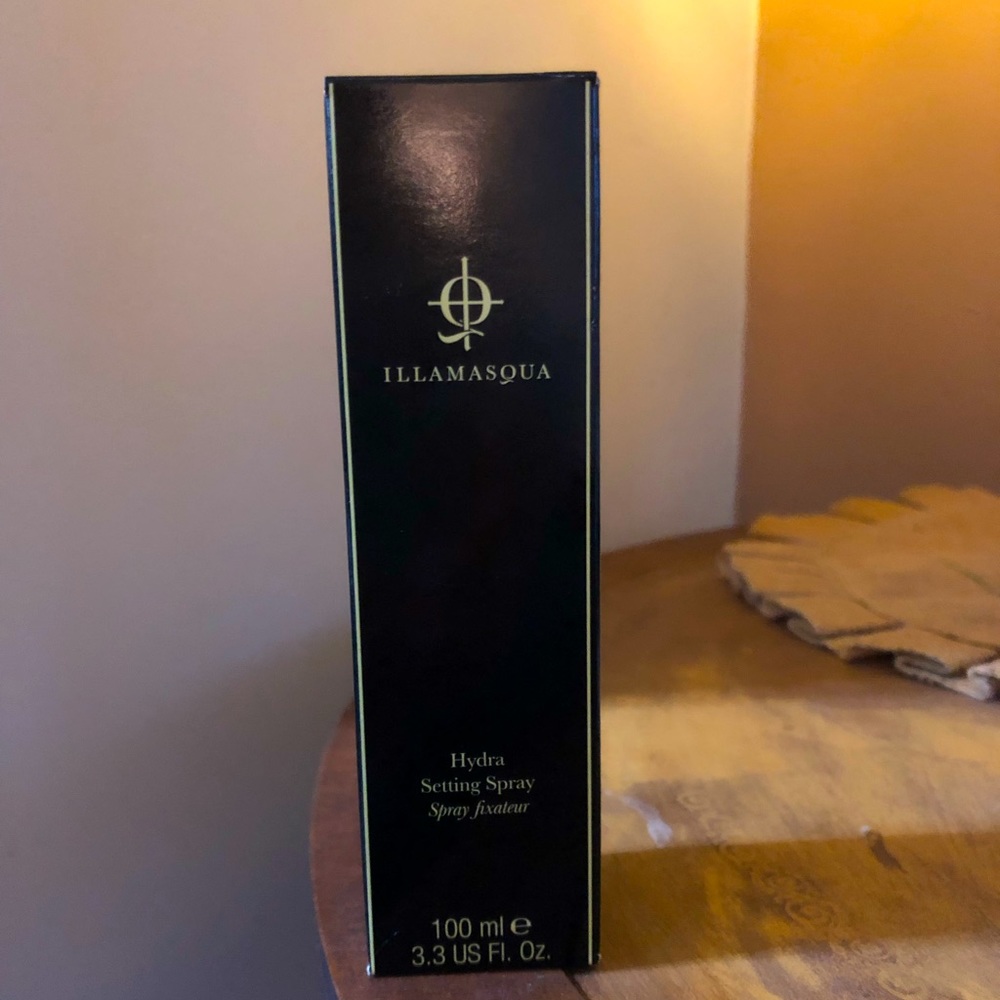 ILLAMASQUA
Hydra
Setting Spray
Spray fixateur
100 ml ℮
3.3 US Fl. Oz.